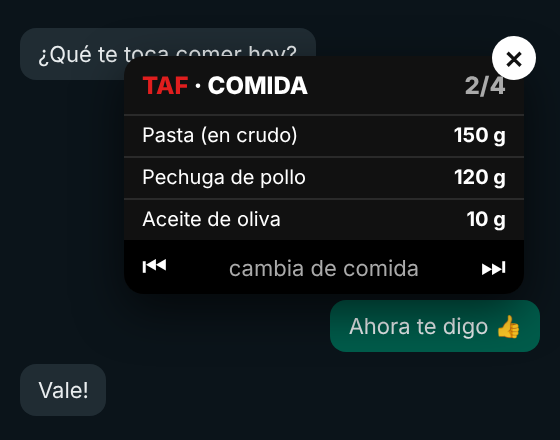 ¿Qué te toca comer hoy?
TAF · COMIDA 2/4
Pasta (en crudo) 150 g
Pechuga de pollo 120 g
Aceite de oliva 10 g
cambia de comida
Ahora te digo 👍
Vale!